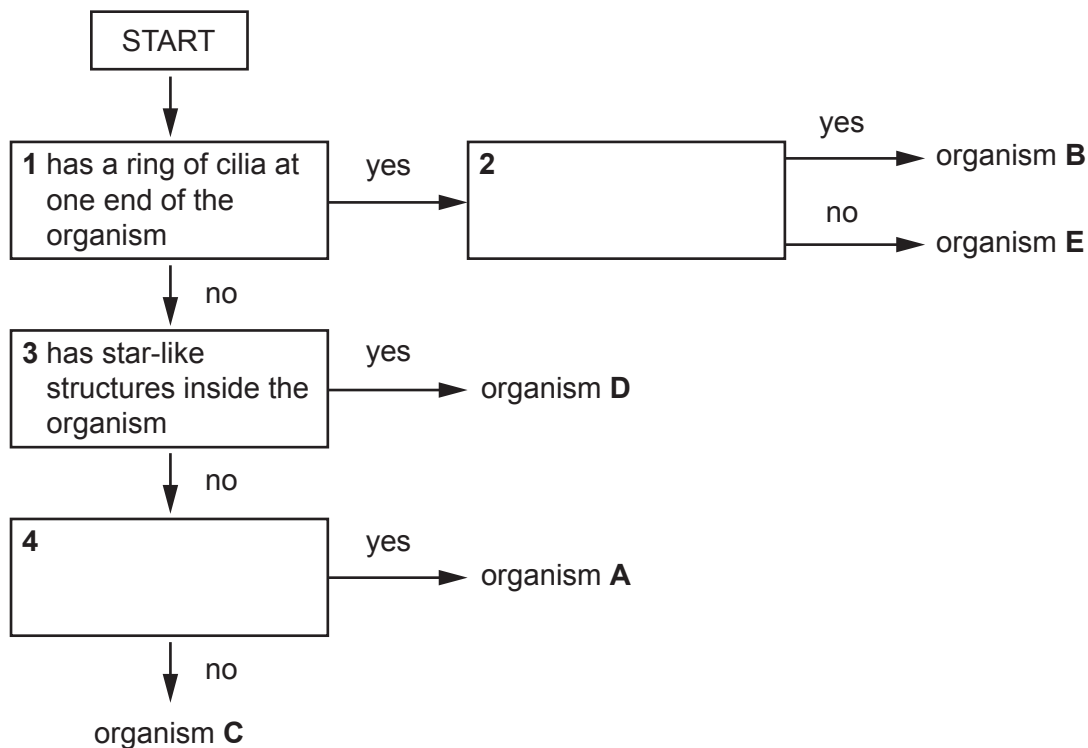 START
1 has a ring of cilia at
one end of the
organism
yes
2
yes
organism B
no
organism E
no
3 has star-like
structures inside the
organism
yes
organism D
no
4
yes
organism A
no
organism C